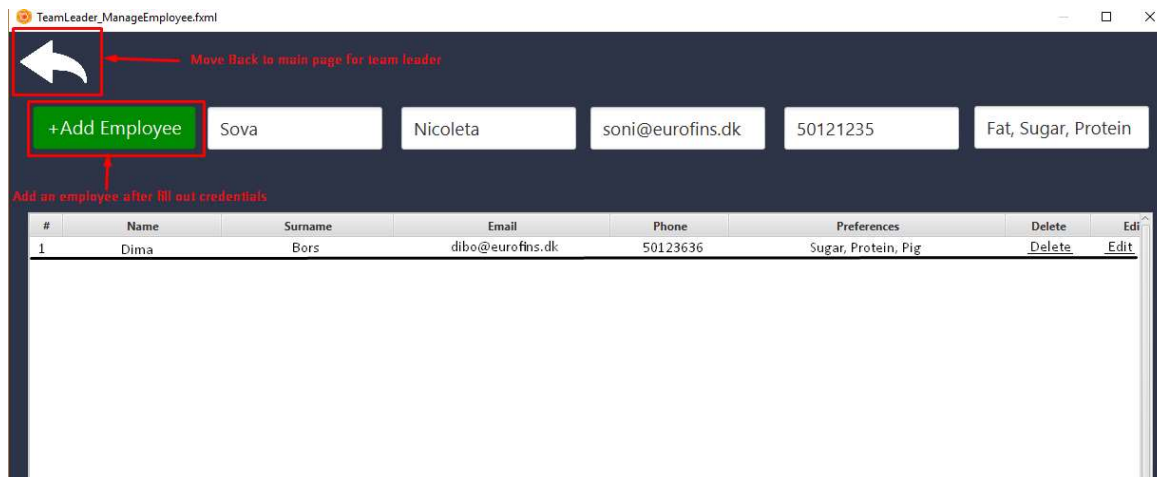 TeamLeader_ManageEmployee.fxml
Move Back to main page for team leader
+Add Employee Sova Nicoleta soni@eurofins.dk 50121235 Fat, Sugar, Protein
Add an employee after fill out credentials
# Name Surname Email Phone Preferences Delete Edi
1 Dima Bors dibo@eurofins.dk 50123636 Sugar, Protein, Pig Delete Edit